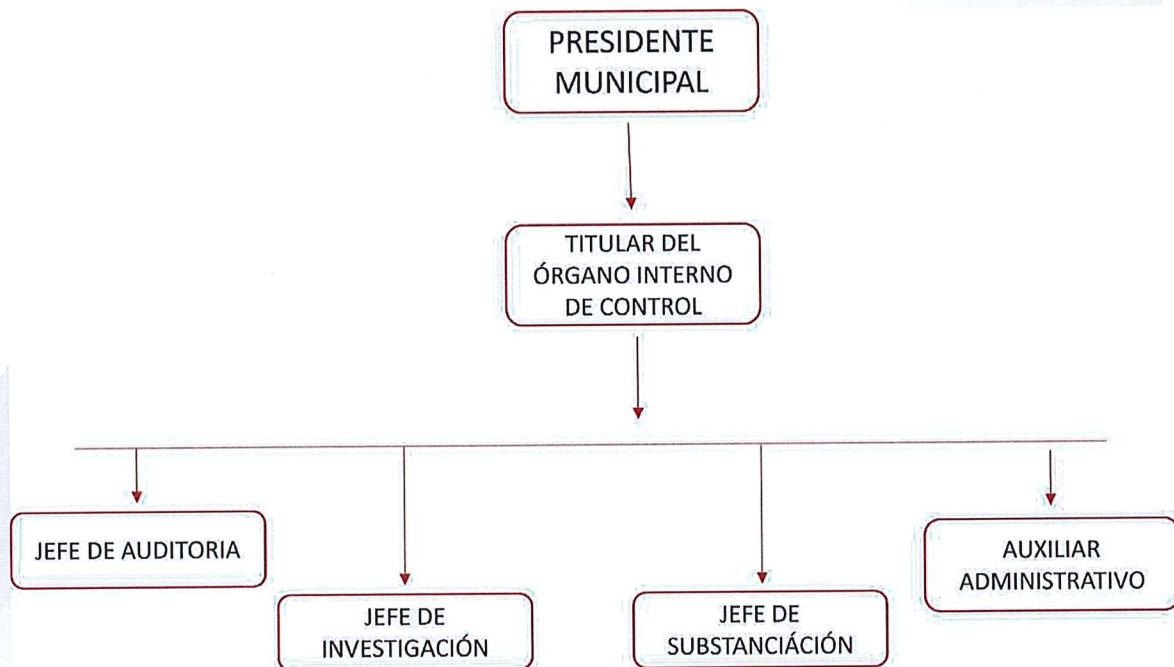 PRESIDENTE
MUNICIPAL
TITULAR DEL
ÓRGANO INTERNO
DE CONTROL
JEFE DE AUDITORIA
JEFE DE
INVESTIGACIÓN
JEFE DE
SUBSTANCIÁCIÓN
AUXILIAR
ADMINISTRATIVO